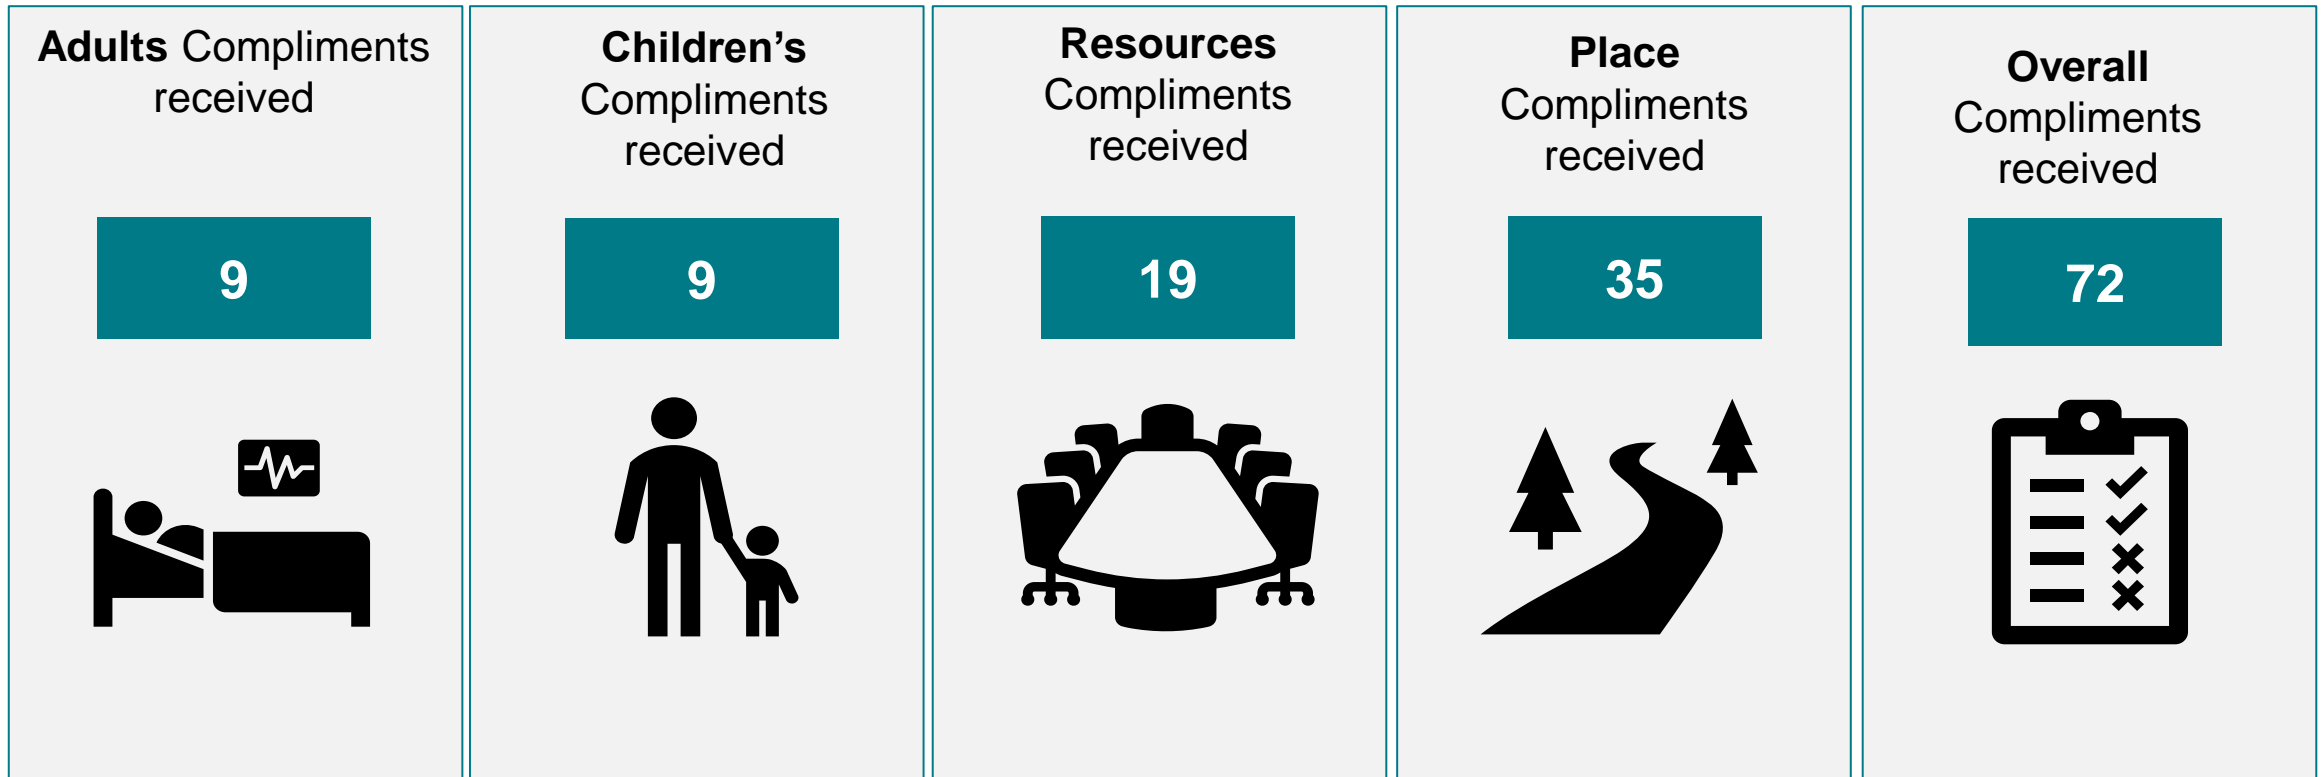 Adults Compliments
received
9
Children’s
Compliments
received
9
Resources
Compliments
received
19
Place
Compliments
received
35
Overall
Compliments
received
72